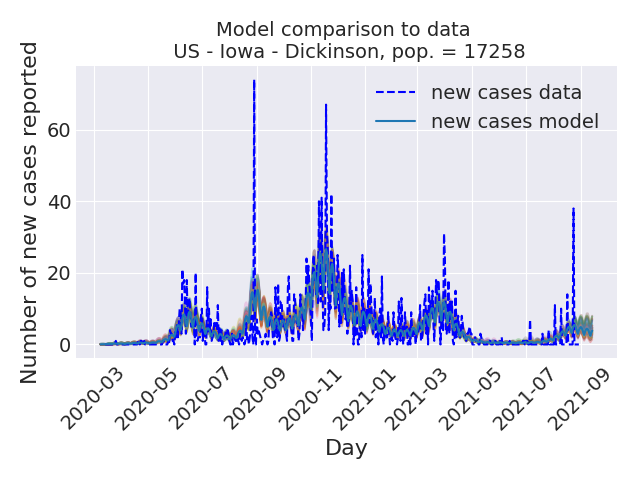 Model comparison to data
US - Iowa - Dickinson, pop. = 17258
Number of new cases reported
60
40
20
0
new cases data
new cases model
2020-03
2020-05
2020-07
2020-09
2020-11
2021-01
2021-03
2021-05
2021-07
2021-09
Day